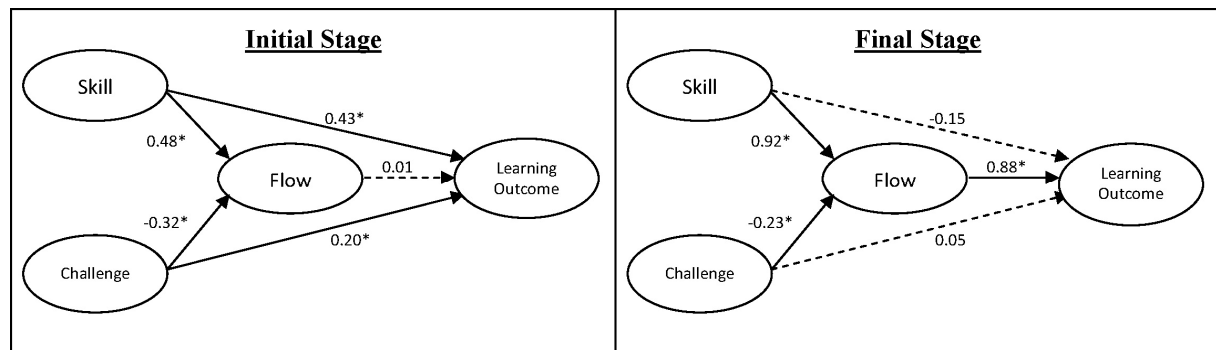 Initial Stage
Skill
0.43*
0.48*
Flow
0.01
Learning
Outcome
-0.32*
0.20*
Challenge
Final Stage
Skill
-0.15
0.92*
Flow
0.88*
Learning
Outcome
-0.23*
0.05
Challenge